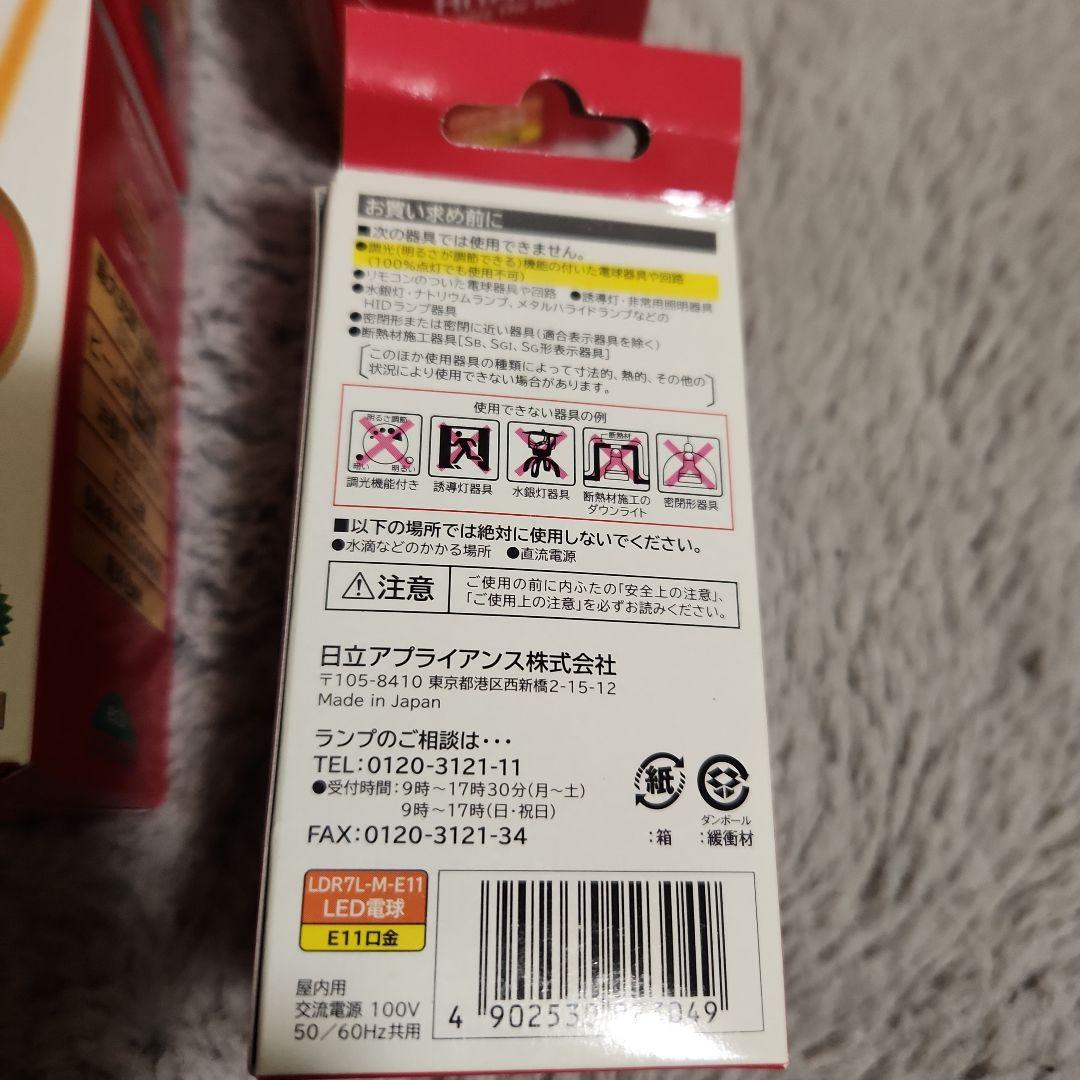 お買い求め前に
■次の器具では使用できません。
●調光(明るさが調節できる)機能の付いた電球器具や回路
(100%点灯でも使用不可)
●リモコンのついた電球器具や回路 ●誘導灯・非常用照明器具
●水銀灯・ナトリウムランプ、メタルハライドランプなどの
HIDランプ器具
●密閉形または密閉に近い器具(適合表示器具を除く)
●断熱材施工器具[SB、SGI、SG形表示器具]
このほか使用器具の種類によって寸法的、熱的、その他の
状況により使用できない場合があります。
使用できない器具の例
明るさ調節
暗い 明るい
断熱材
調光機能付き 誘導灯器具 水銀灯器具 断熱材施工の 密閉形器具
ダウンライト
■以下の場所では絶対に使用しないでください。
●水滴などのかかる場所 ●直流電源
⚠注意
ご使用の前に内ふたの「安全上の注意」、
「ご使用上の注意」を必ずお読みください。
日立アプライアンス株式会社
〒105-8410 東京都港区西新橋2-15-12
Made in Japan
ランプのご相談は・・・
TEL:0120-3121-11
●受付時間:9時〜17時30分(月〜土)
9時〜17時(日・祝日)
FAX:0120-3121-34
紙
:箱
ダンボール
:緩衝材
LDR7L-M-E11
LED電球
E11口金
屋内用
交流電源 100V
50/60Hz共用
4 902530